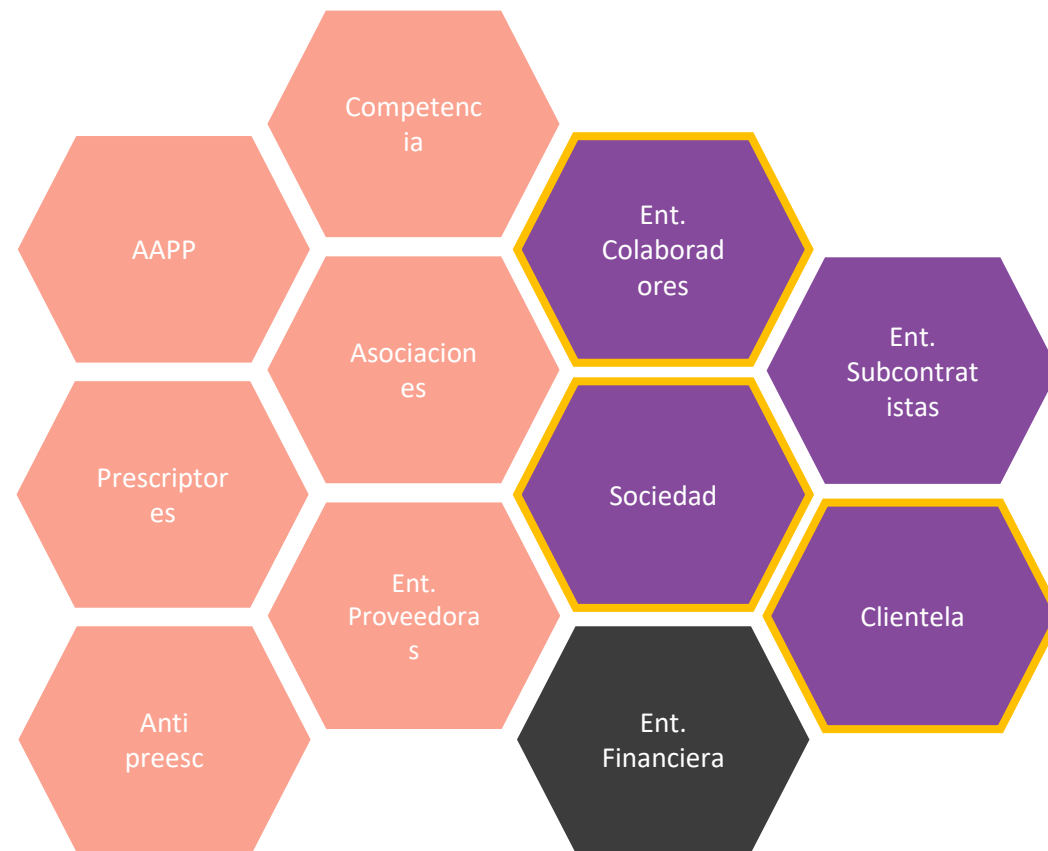 Competenc
ia
AAPP
Ent.
Colaborad
ores
Asociacion
es
Ent.
Subcontrat
istas
Prescriptor
es
Sociedad
Ent.
Proveedora
s
Clientela
Anti
preesc
Ent.
Financiera